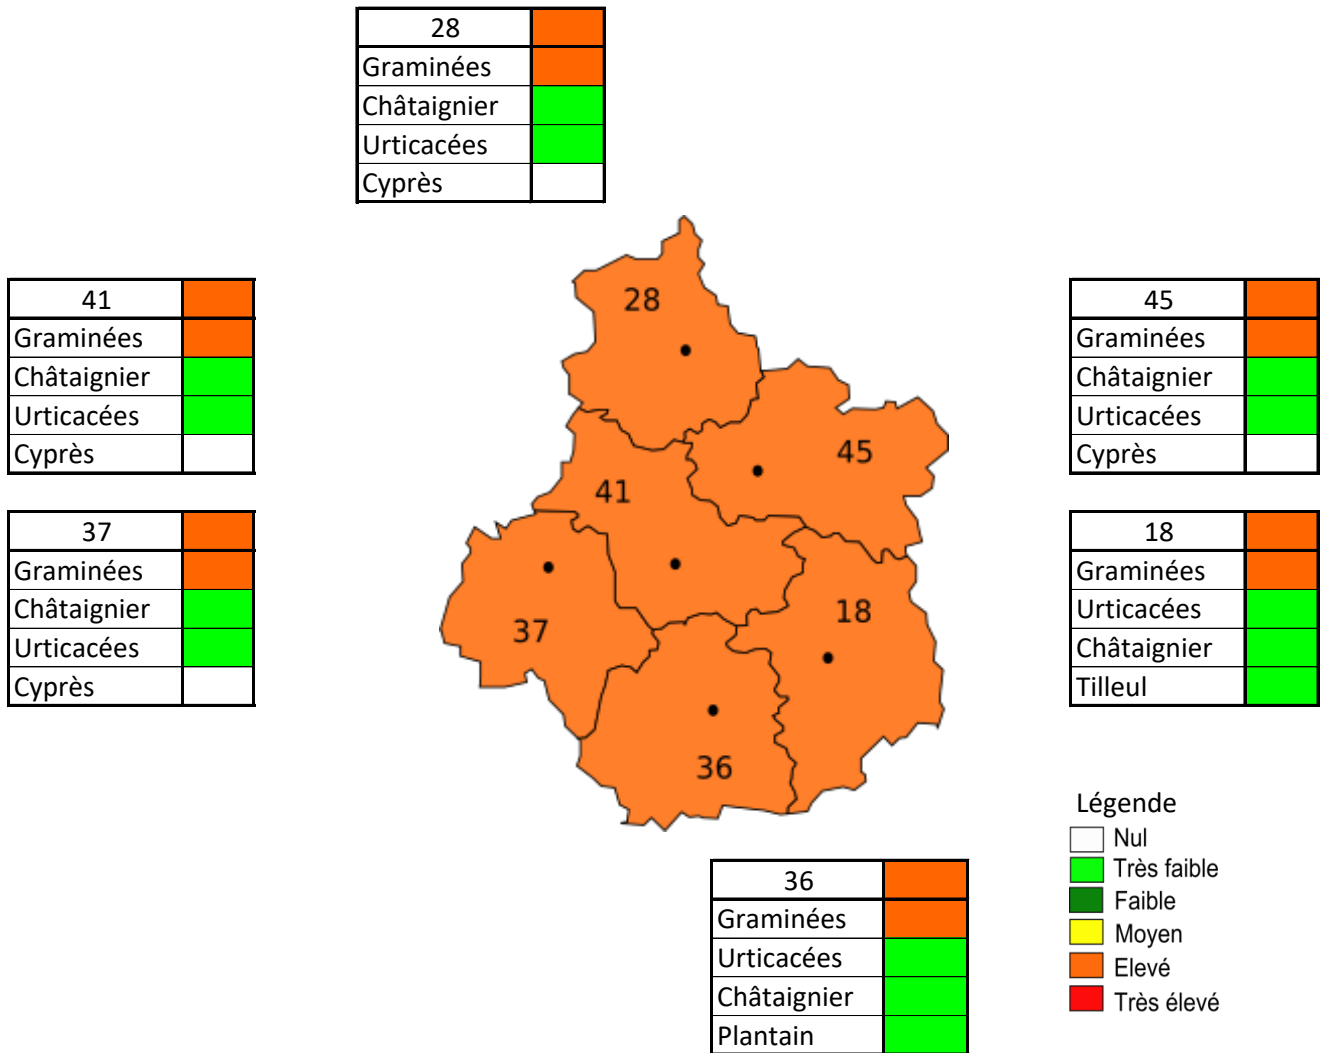 28
Graminées
Châtaignier
Urticacées
Cyprès
41
Graminées
Châtaignier
Urticacées
Cyprès
37
Graminées
Châtaignier
Urticacées
Cyprès
28
45
41
18
37
36
45
Graminées
Châtaignier
Urticacées
Cyprès
18
Graminées
Urticacées
Châtaignier
Tilleul
36
Graminées
Urticacées
Châtaignier
Plantain
Légende
Nul
Très faible
Faible
Moyen
Elevé
Très élevé